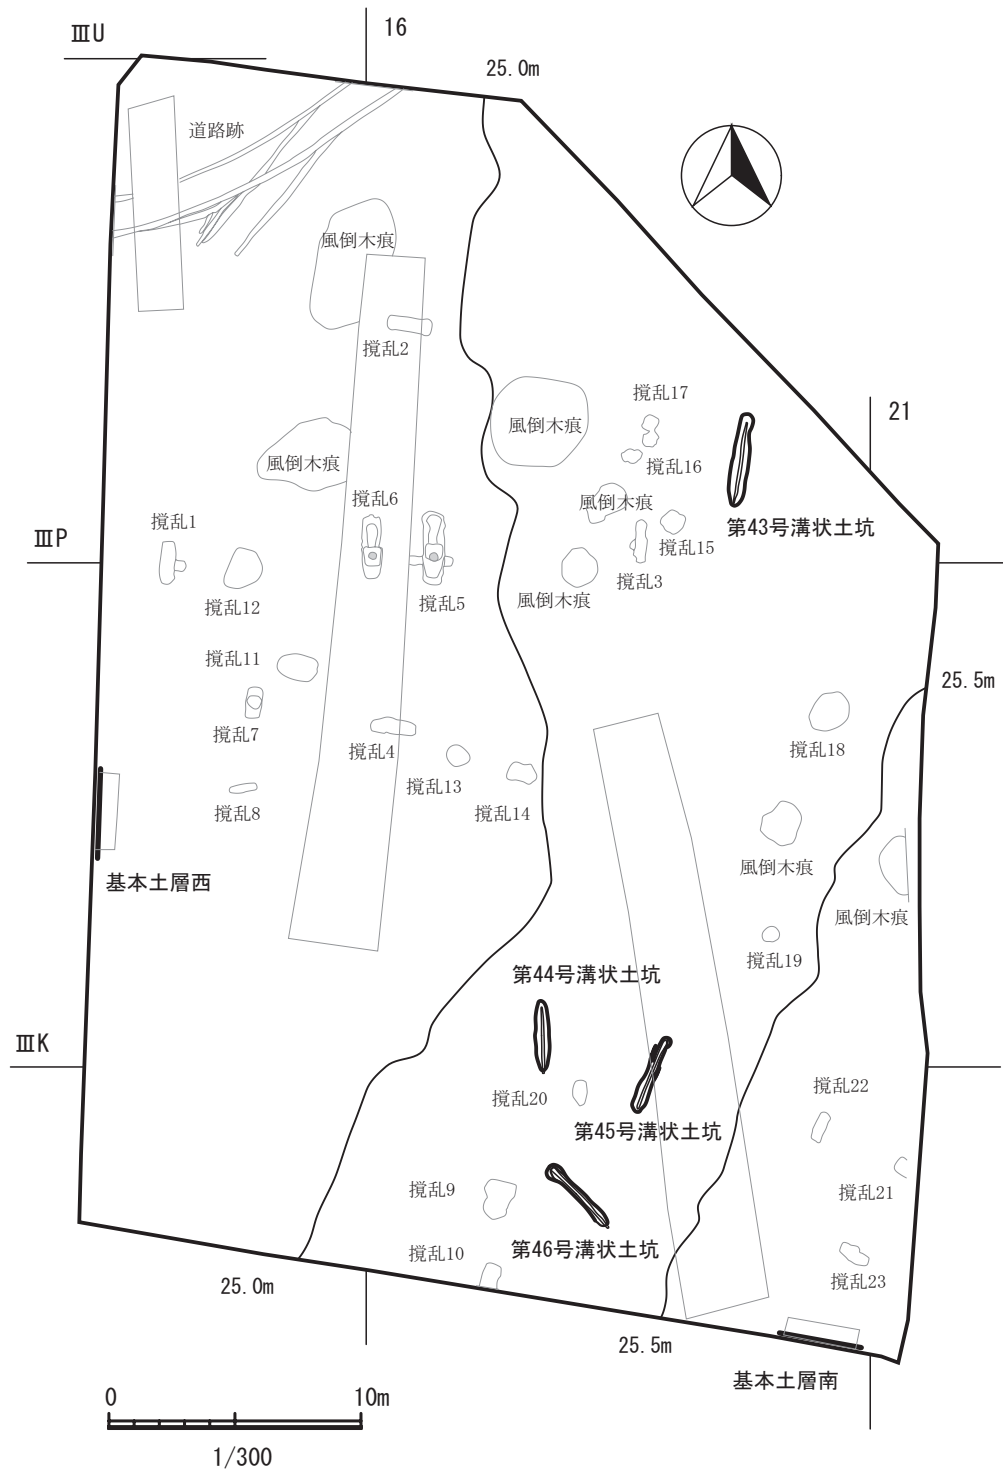 ⅢU
16
25.0m
道路跡
風倒木痕
撹乱2
撹乱17
21
風倒木痕
風倒木痕
撹乱16
撹乱6
風倒木痕
撹乱1
第43号溝状土坑
ⅢP
撹乱15
撹乱3
撹乱12
撹乱5
風倒木痕
撹乱11
25.5m
撹乱7
撹乱4
撹乱18
撹乱13
撹乱8
撹乱14
風倒木痕
基本土層西
風倒木痕
撹乱19
第44号溝状土坑
ⅢK
撹乱22
撹乱20
第45号溝状土坑
撹乱9
撹乱21
第46号溝状土坑
撹乱10
撹乱23
25.0m
25.5m
基本土層南
0 10m
1/300